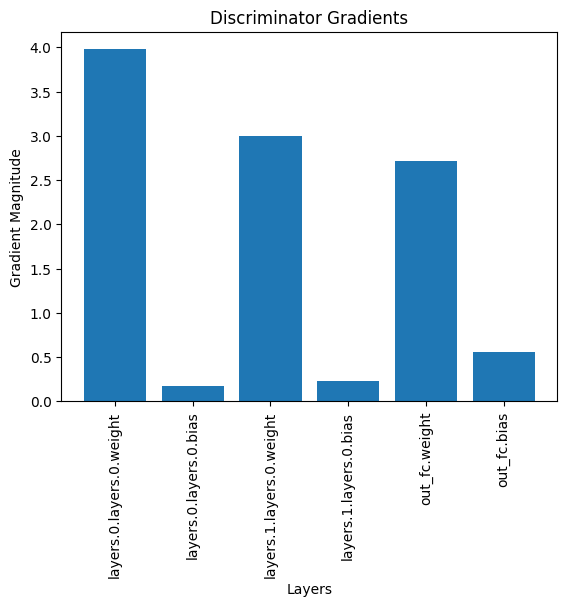 Discriminator Gradients
Gradient Magnitude
4.0
3.5
3.0
2.5
2.0
1.5
1.0
0.5
0.0
layers.0.layers.0.weight
layers.0.layers.0.bias
layers.1.layers.0.weight
layers.1.layers.0.bias
out_fc.weight
out_fc.bias
Layers